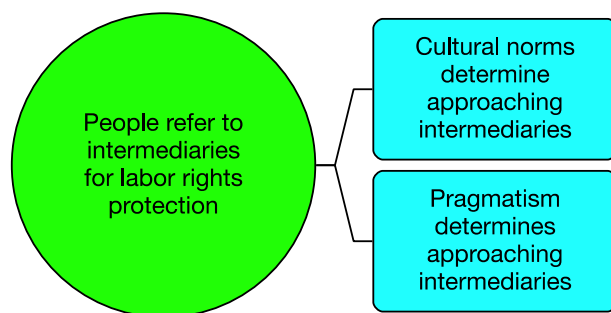 People refer to
intermediaries
for labor rights
protection
Cultural norms
determine
approaching
intermediaries
Pragmatism
determines
approaching
intermediaries